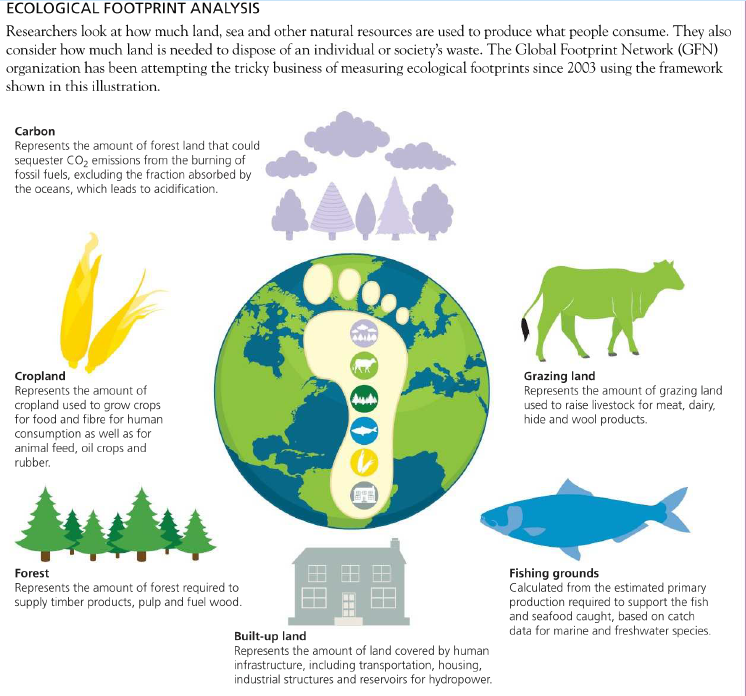 ECOLOGICAL FOOTPRINT ANALYSIS
Researchers look at how much land, sea and other natural resources are used to produce what people consume. They also
consider how much land is needed to dispose of an individual or society's waste. The Global Footprint Network (GFN)
organization has been attempting the tricky business of measuring ecological footprints since 2003 using the framework
shown in this illustration.
Carbon
Represents the amount of forest land that could
sequester CO₂ emissions from the burning of
fossil fuels, excluding the fraction absorbed by
the oceans, which leads to acidification.
Cropland
Represents the amount of
cropland used to grow crops
for food and fibre for human
consumption as well as for
animal feed, oil crops and
rubber.
Grazing land
Represents the amount of grazing land
used to raise livestock for meat, dairy,
hide and wool products.
Forest
Represents the amount of forest required to
supply timber products, pulp and fuel wood.
Fishing grounds
Calculated from the estimated primary
production required to support the fish
and seafood caught, based on catch
data for marine and freshwater species.
Built-up land
Represents the amount of land covered by human
infrastructure, including transportation, housing,
industrial structures and reservoirs for hydropower.